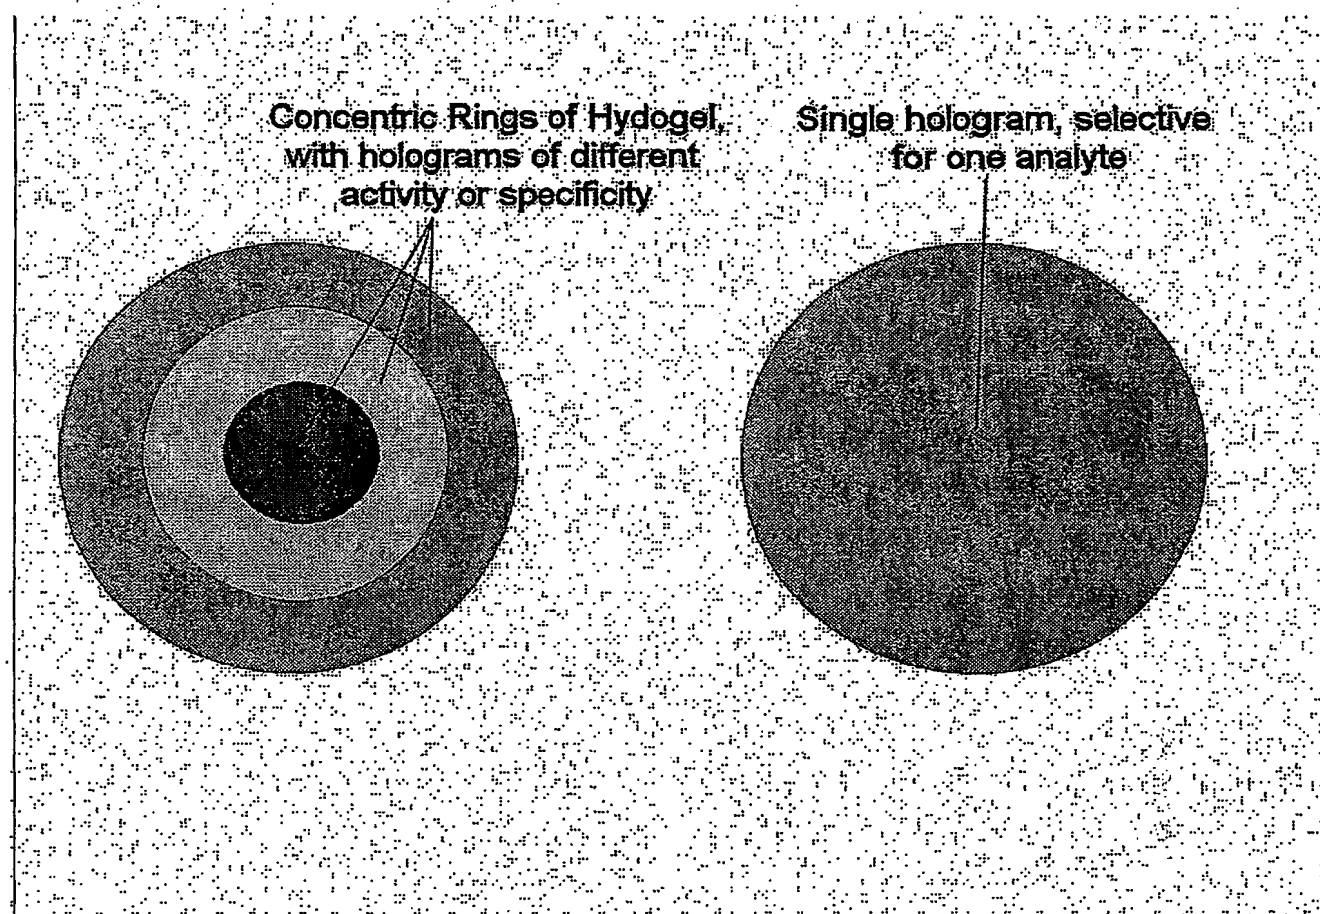 Concentric Rings of Hydogel,
with holograms of different
activity or specificity
Single hologram, selective
for one analyte